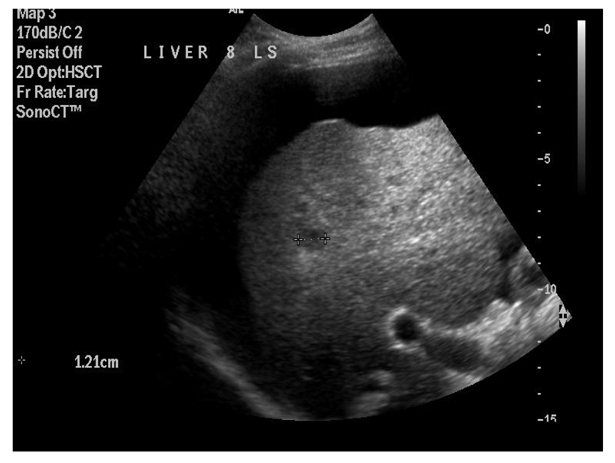 Map 3
170dB/C 2
Persist Off
2D Opt:HSCT
Fr Rate:Targ
SonoCT™
LIVER 8 LS
-0
-5
-10
-15
1.21cm